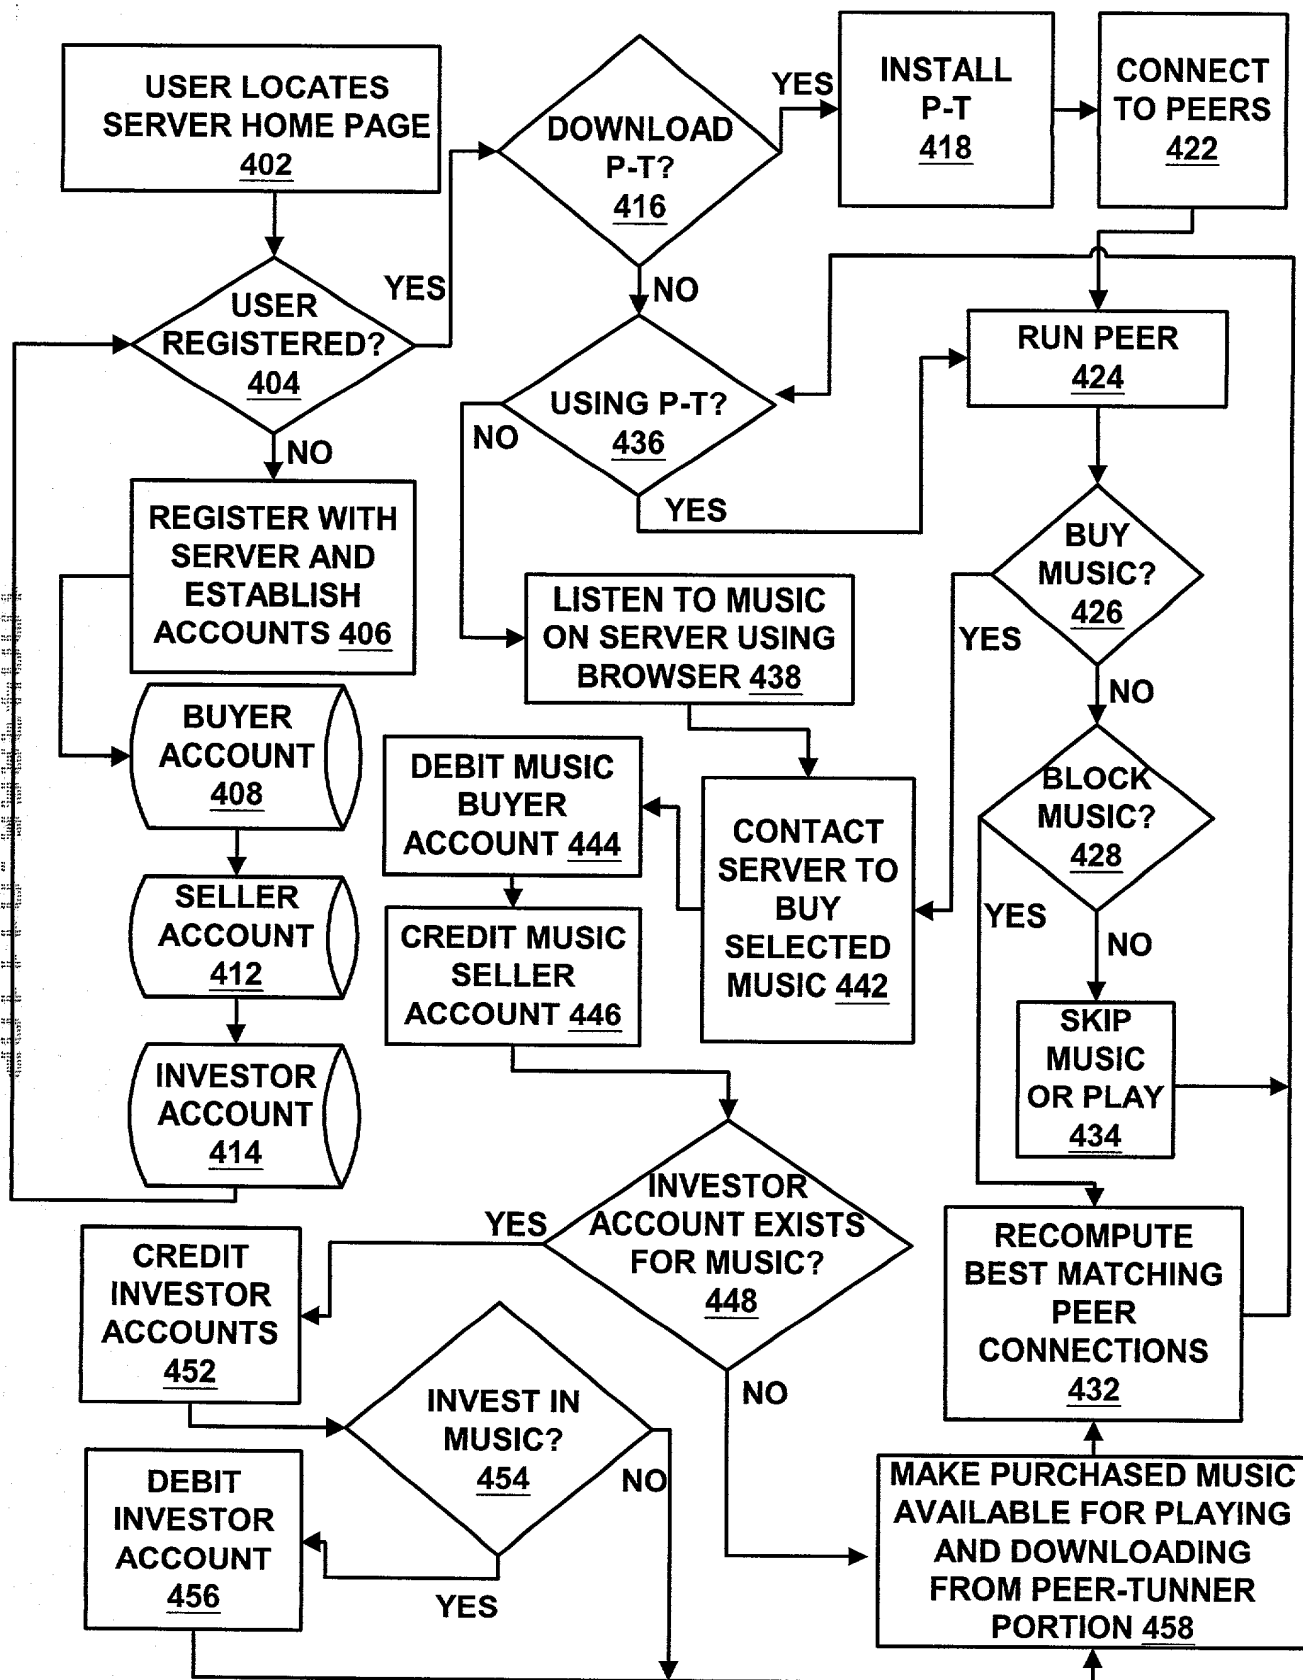 USER LOCATES
SERVER HOME PAGE
402
DOWNLOAD
P-T?
416
YES
INSTALL
P-T
418
CONNECT
TO PEERS
422
YES
NO
USER
REGISTERED?
404
NO
USING P-T?
436
NO
YES
RUN PEER
424
REGISTER WITH
SERVER AND
ESTABLISH
ACCOUNTS 406
BUY
MUSIC?
426
YES
NO
LISTEN TO MUSIC
ON SERVER USING
BROWSER 438
BUYER
ACCOUNT
408
DEBIT MUSIC
BUYER
ACCOUNT 444
CONTACT
SERVER TO
BUY
SELECTED
MUSIC 442
BLOCK
MUSIC?
428
YES
NO
SELLER
ACCOUNT
412
CREDIT MUSIC
SELLER
ACCOUNT 446
SKIP
MUSIC
OR PLAY
434
INVESTOR
ACCOUNT
414
INVESTOR
ACCOUNT EXISTS
FOR MUSIC?
448
YES
NO
CREDIT
INVESTOR
ACCOUNTS
452
RECOMPUTE
BEST MATCHING
PEER
CONNECTIONS
432
INVEST IN
MUSIC?
454
NO
YES
DEBIT
INVESTOR
ACCOUNT
456
MAKE PURCHASED MUSIC
AVAILABLE FOR PLAYING
AND DOWNLOADING
FROM PEER-TUNNER
PORTION 458